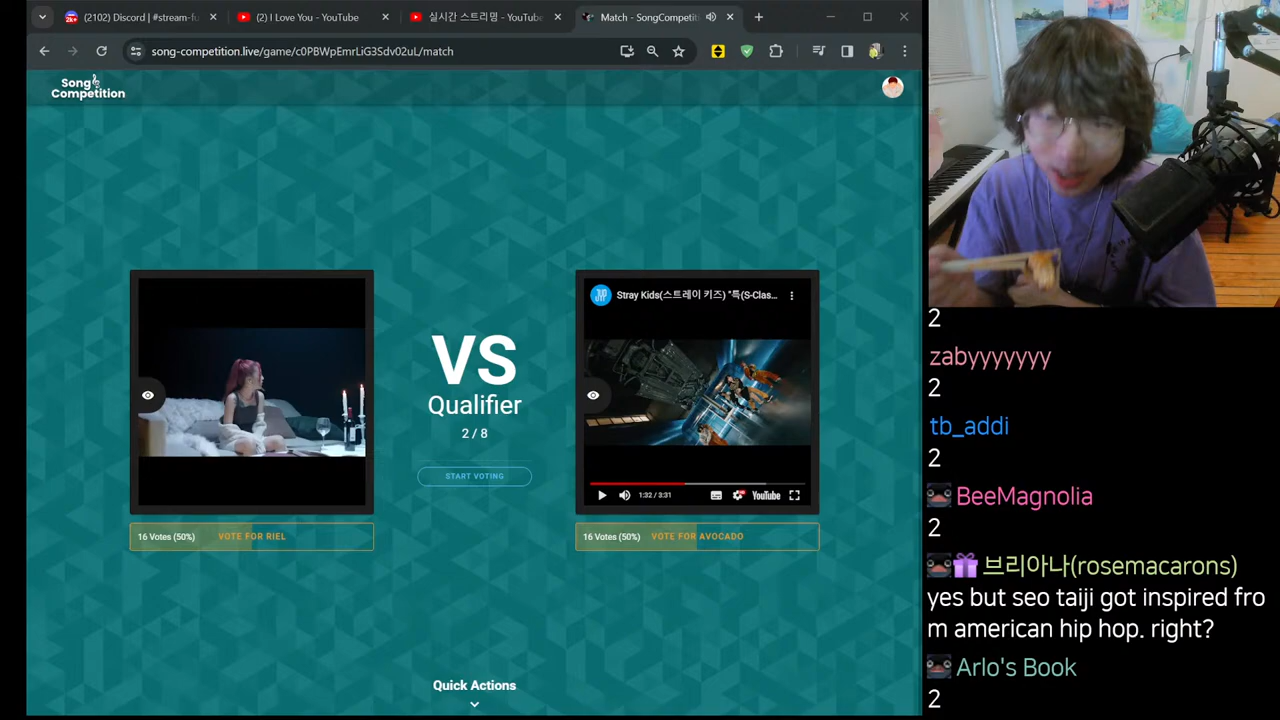 (2102) Discord | #stream-fo
(2) I Love You - YouTube
실시간 스트리밍 - YouTube
Match - SongCompetiti
song-competition.live/game/c0PBWpEmrLiG3Sdv02uL/match
Song
Competition
Stray Kids(스트레이 키즈) "특(S-Clas...
VS
Qualifier
2 / 8
START VOTING
1:32 / 3:31
YouTube
16 Votes (50%) VOTE FOR RIEL
16 Votes (50%) VOTE FOR AVOCADO
Quick Actions
2
zabyyyyyyy
2
tb_addi
2
BeeMagnolia
2
브리아나(rosemacarons)
yes but seo taiji got inspired fro
m american hip hop. right?
Arlo's Book
2